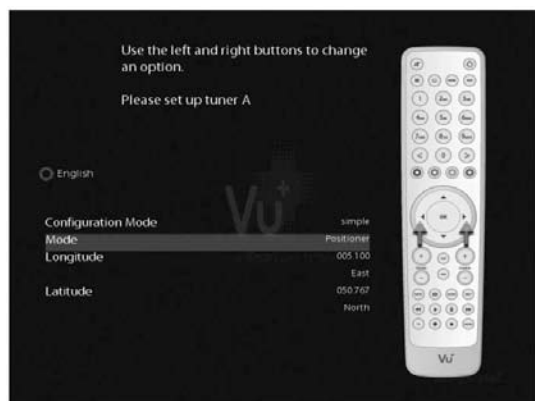 Use the left and right buttons to change
an option.
Please set up tuner A
English
Vu+
Configuration Mode simple
Mode Positioner
Longitude 005.100
East
Latitude 050.767
North
OK
Vu+